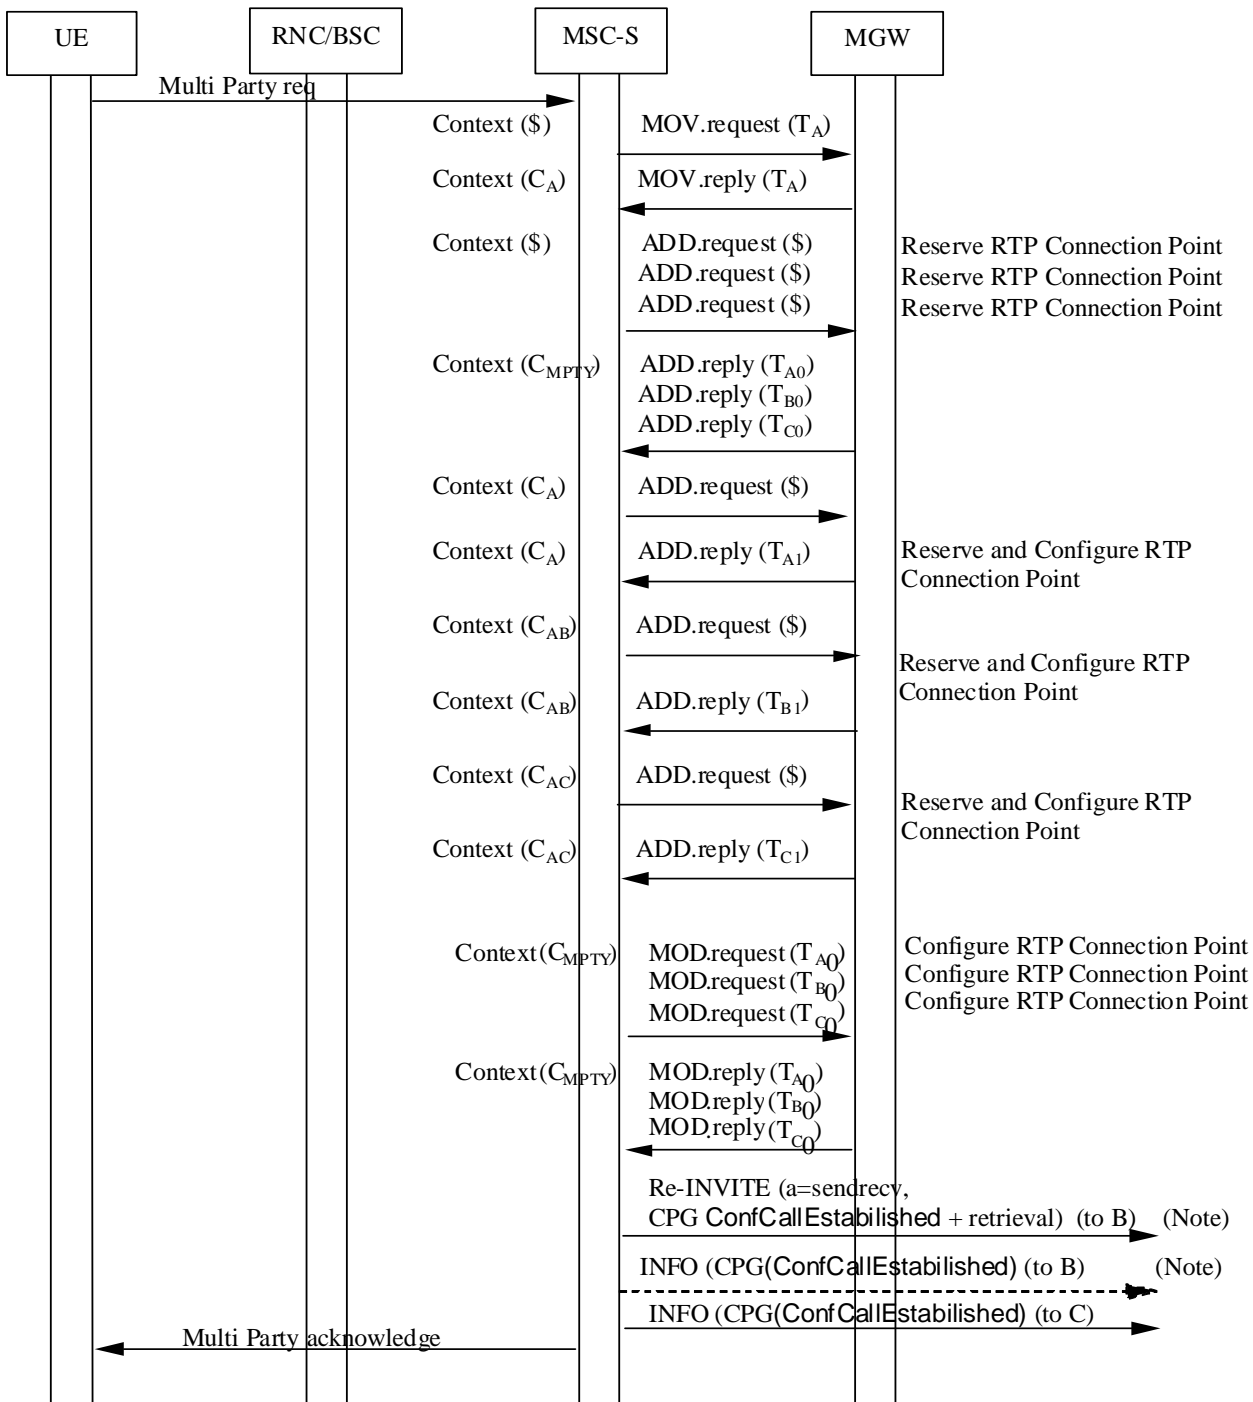 UE RNC/BSC MSC-S MGW
Multi Party req
Context ($) MOV.request (TA)
Context (CA) MOV.reply (TA)
Context ($) ADD.request ($) Reserve RTP Connection Point
ADD.request ($) Reserve RTP Connection Point
ADD.request ($) Reserve RTP Connection Point
Context (CMPTY) ADD.reply (TA0)
ADD.reply (TB0)
ADD.reply (TC0)
Context (CA) ADD.request ($)
Context (CA) ADD.reply (TA1) Reserve and Configure RTP
Connection Point
Context (CAB) ADD.request ($)
Reserve and Configure RTP
Connection Point
Context (CAB) ADD.reply (TB1)
Context (CAC) ADD.request ($)
Reserve and Configure RTP
Connection Point
Context (CAC) ADD.reply (TC1)
Context (CMPTY) MOD.request (TA0) Configure RTP Connection Point
MOD.request (TB0) Configure RTP Connection Point
MOD.request (TC0) Configure RTP Connection Point
Context (CMPTY) MOD.reply (TA0)
MOD.reply (TB0)
MOD.reply (TC0)
Re-INVITE (a=sendrecv,
CPG ConfCallEstabilished + retrieval) (to B) (Note)
INFO (CPG(ConfCallEstabilished) (to B) (Note)
INFO (CPG(ConfCallEstabilished) (to C)
Multi Party acknowledge